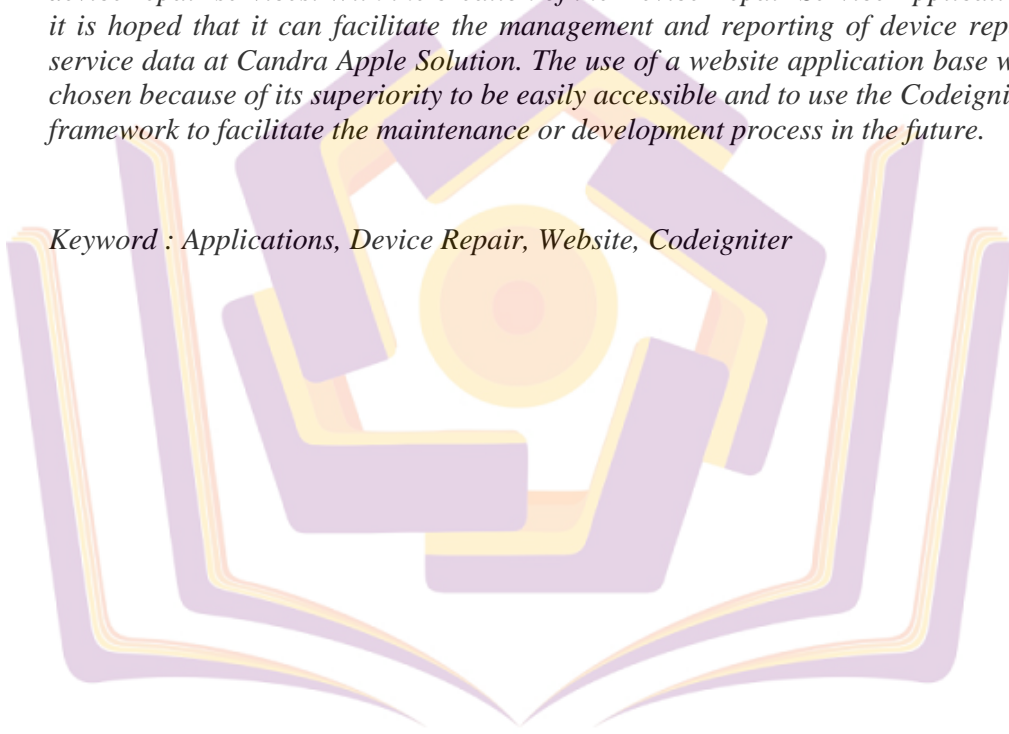 it is hoped that it can facilitate the management and reporting of device rep
service data at Candra Apple Solution. The use of a website application base w
chosen because of its superiority to be easily accessible and to use the Codeigni
framework to facilitate the maintenance or development process in the future.
Keyword : Applications, Device Repair, Website, Codeigniter